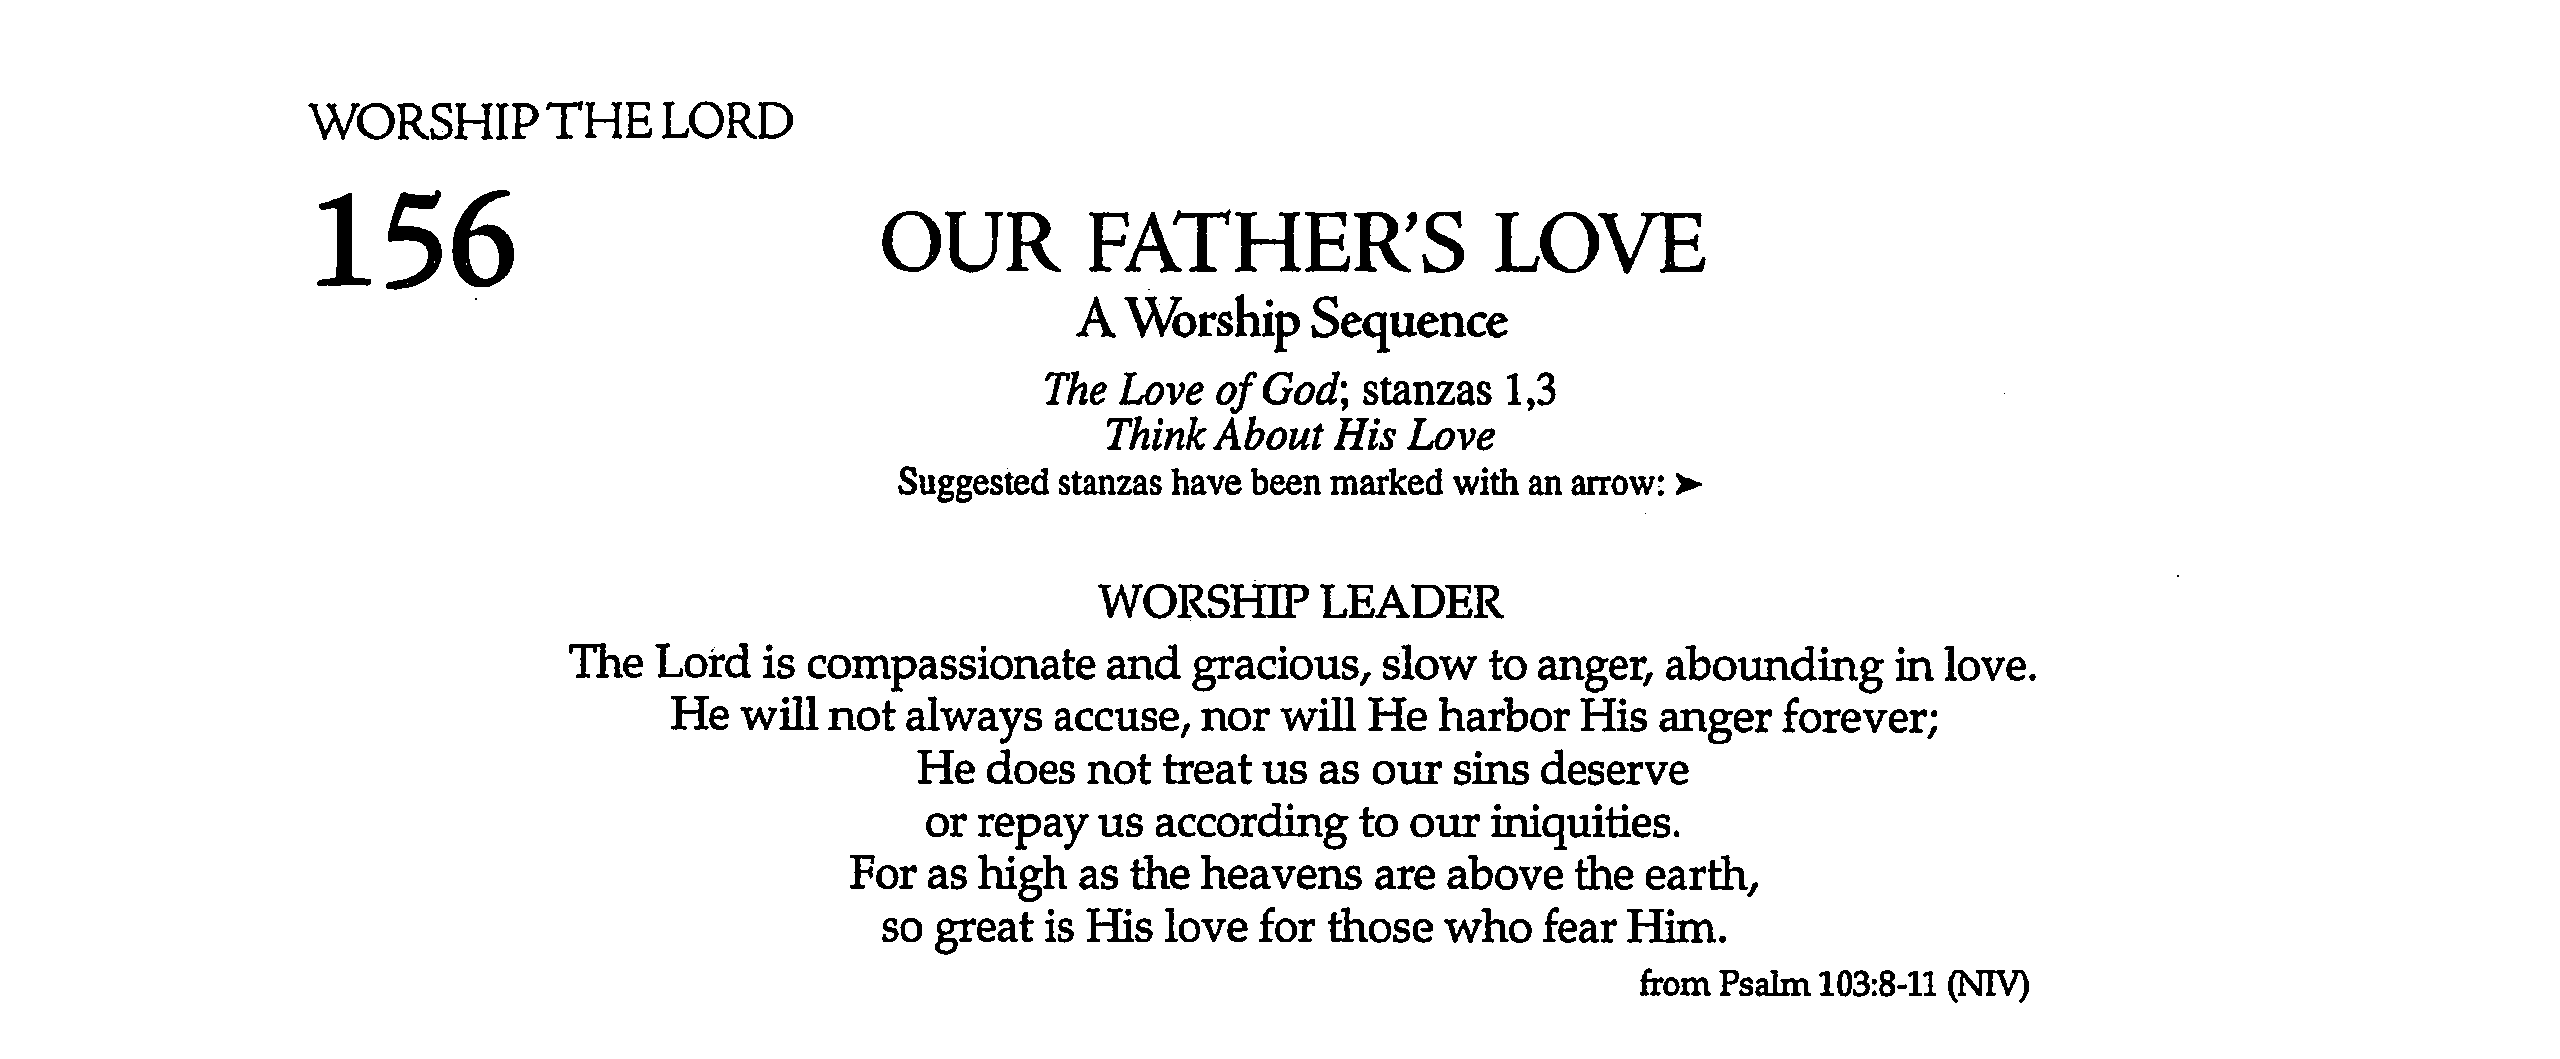 WORSHIP THE LORD
156
OUR FATHER'S LOVE
A Worship Sequence
The Love of God; stanzas 1,3
Think About His Love
Suggested stanzas have been marked with an arrow: ➤
WORSHIP LEADER
The Lord is compassionate and gracious, slow to anger, abounding in love.
He will not always accuse, nor will He harbor His anger forever;
He does not treat us as our sins deserve
or repay us according to our iniquities.
For as high as the heavens are above the earth,
so great is His love for those who fear Him.
from Psalm 103:8-11 (NIV)